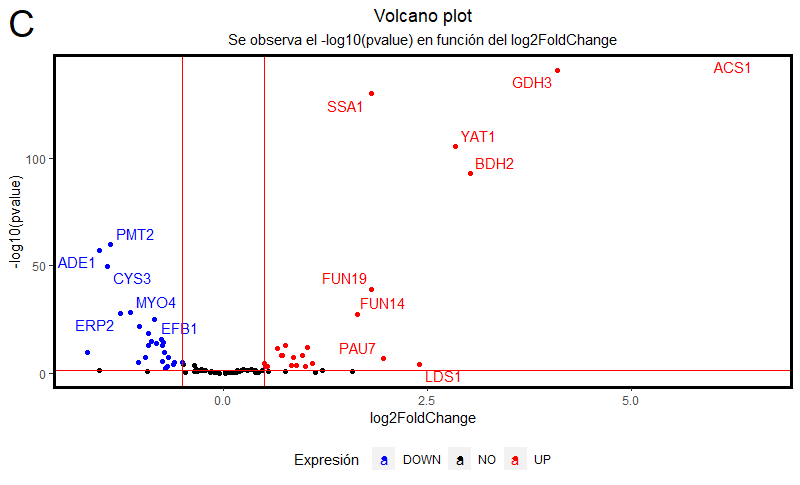 C
Volcano plot
Se observa el -log10(pvalue) en función del log2FoldChange
ACS1
GDH3
SSA1
YAT1
BDH2
PMT2
ADE1
CYS3
FUN19
MYO4
FUN14
ERP2
EFB1
PAU7
LDS1
-log10(pvalue)
100
50
0
0.0
2.5
5.0
log2FoldChange
Expresión a DOWN a NO a UP